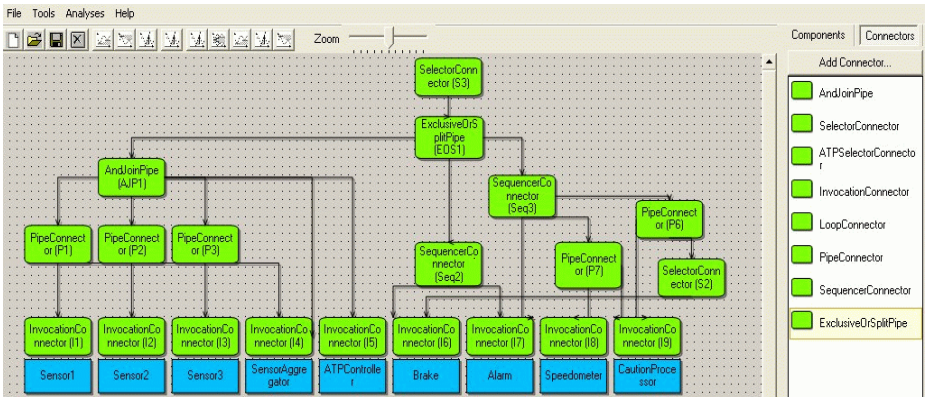 File Tools Analyses Help
Zoom
Components Connectors
Add Connector...
AndJoinPipe
SelectorConnector
ATPSelectorConnecto
r
InvocationConnector
LoopConnector
PipeConnector
SequencerConnector
ExclusiveOrSplitPipe
SelectorConn
ector (S3)
ExclusiveOrS
plitPipe
(EOS1)
AndJoinPipe
(AJP1)
SequencerCo
nnector
(Seq3)
PipeConnect
or (P6)
PipeConnect
or (P1)
PipeConnect
or (P2)
PipeConnect
or (P3)
SequencerCo
nnector
(Seq2)
PipeConnect
or (P7)
SelectorConn
ector (S2)
InvocationCo
nnector (I1)
InvocationCo
nnector (I2)
InvocationCo
nnector (I3)
InvocationCo
nnector (I4)
InvocationCo
nnector (I5)
InvocationCo
nnector (I6)
InvocationCo
nnector (I7)
InvocationCo
nnector (I8)
InvocationCo
nnector (I9)
Sensor1
Sensor2
Sensor3
SensorAggre
gator
ATPControlle
r
Brake
Alarm
Speedometer
CautionProce
ssor